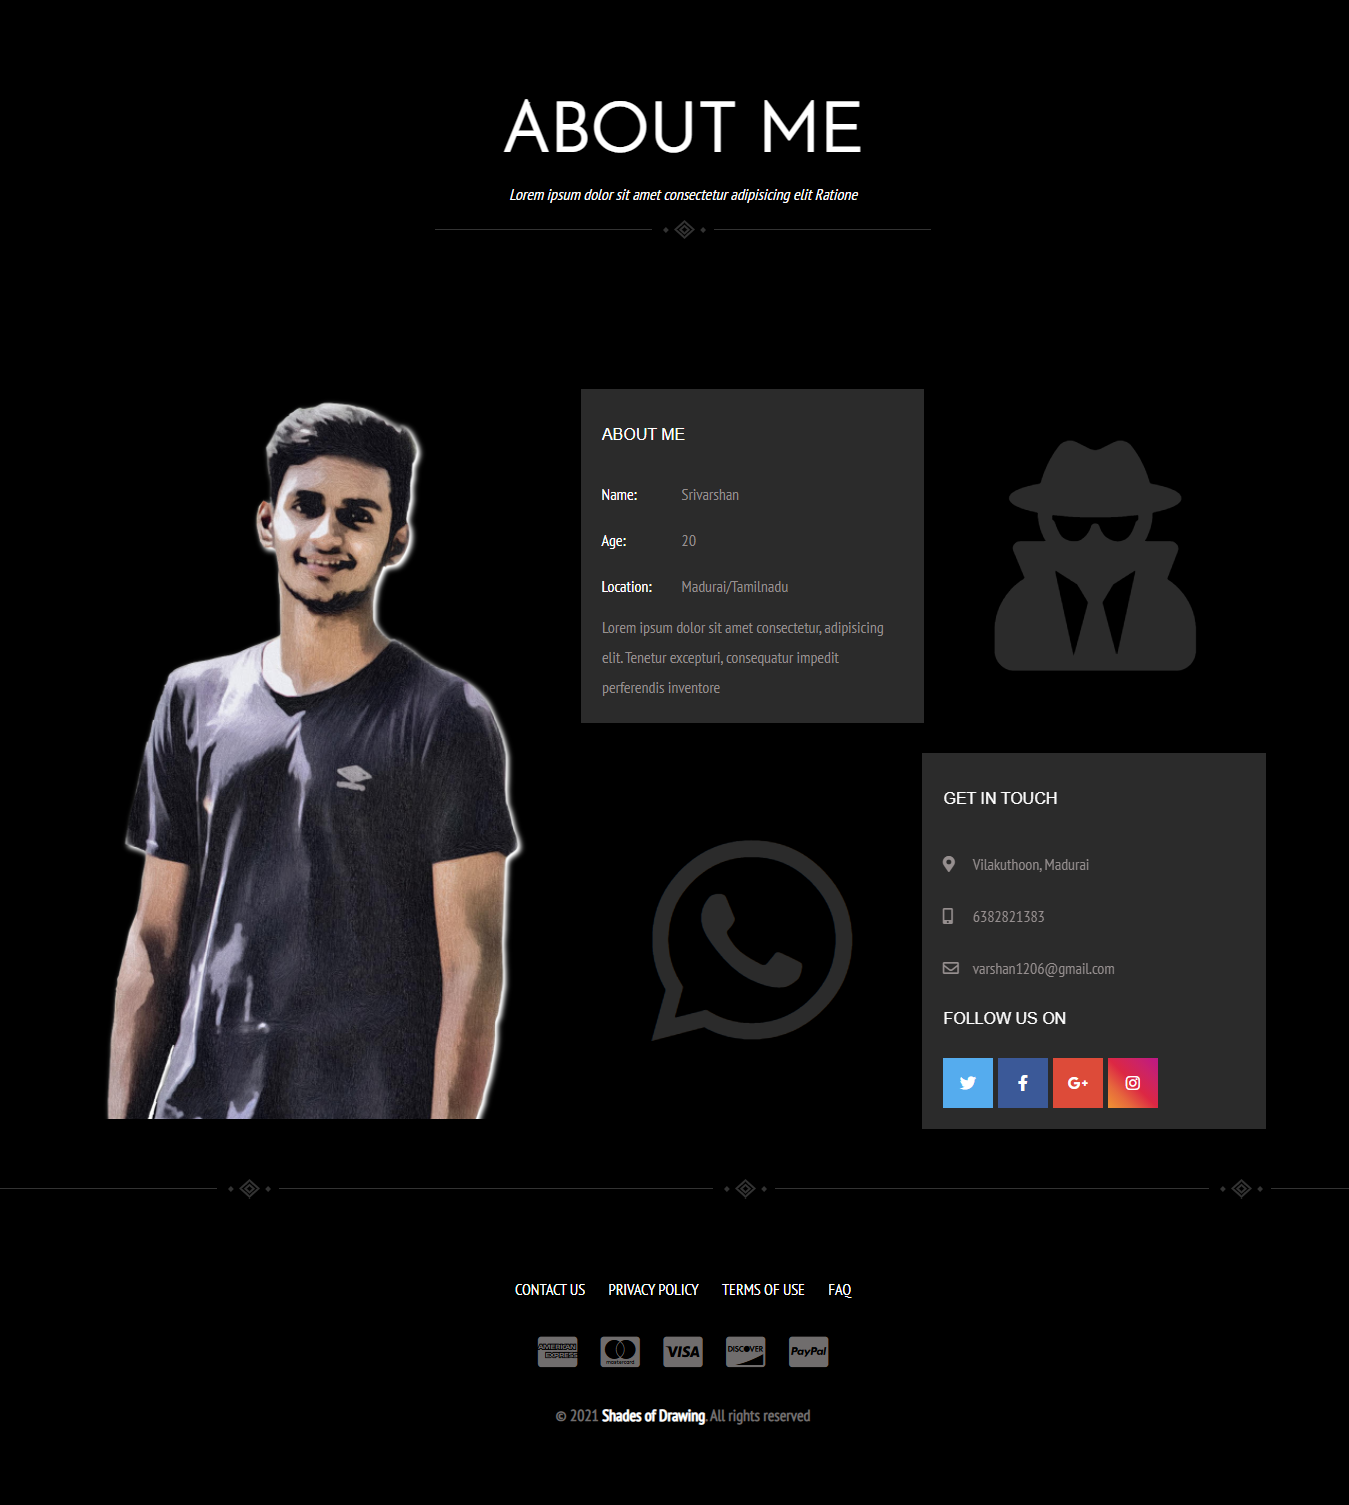 ABOUT ME
Lorem ipsum dolor sit amet consectetur adipisicing elit Ratione
ABOUT ME
Name: Srivarshan
Age: 20
Location: Madurai/Tamilnadu
Lorem ipsum dolor sit amet consectetur, adipisicing
elit. Tenetur excepturi, consequatur impedit
perferendis inventore
GET IN TOUCH
Vilakuthoon, Madurai
6382821383
varshan1206@gmail.com
FOLLOW US ON
CONTACT US PRIVACY POLICY TERMS OF USE FAQ
AMERICAN EXPRESS mastercard VISA DISCOVER PayPal
© 2021 Shades of Drawing. All rights reserved